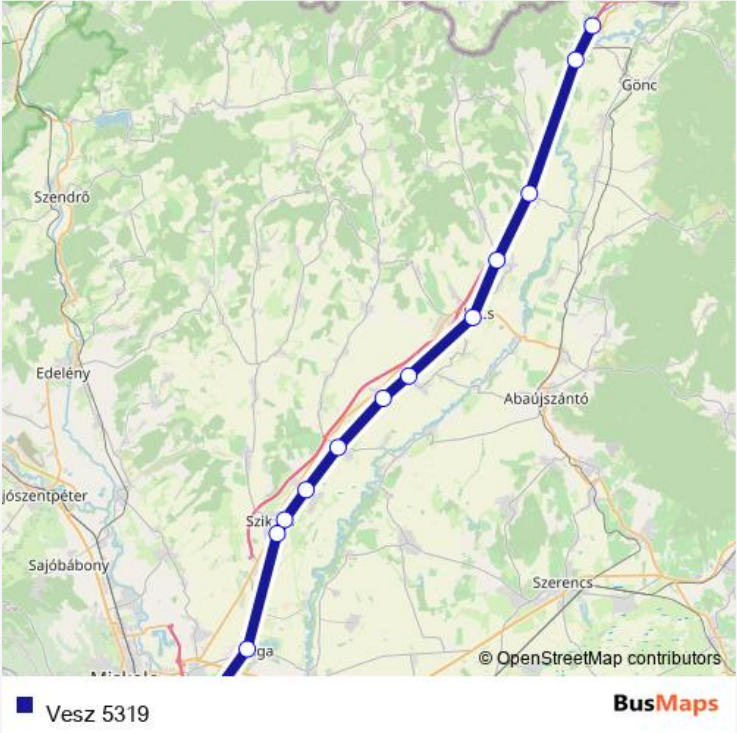 Gönc
Szendrő
Edelény
Abaújszántó
jószentpéter
Szik
Sajóbábony
Szerencs
ga
© OpenStreetMap contributors
Vesz 5319
BusMaps